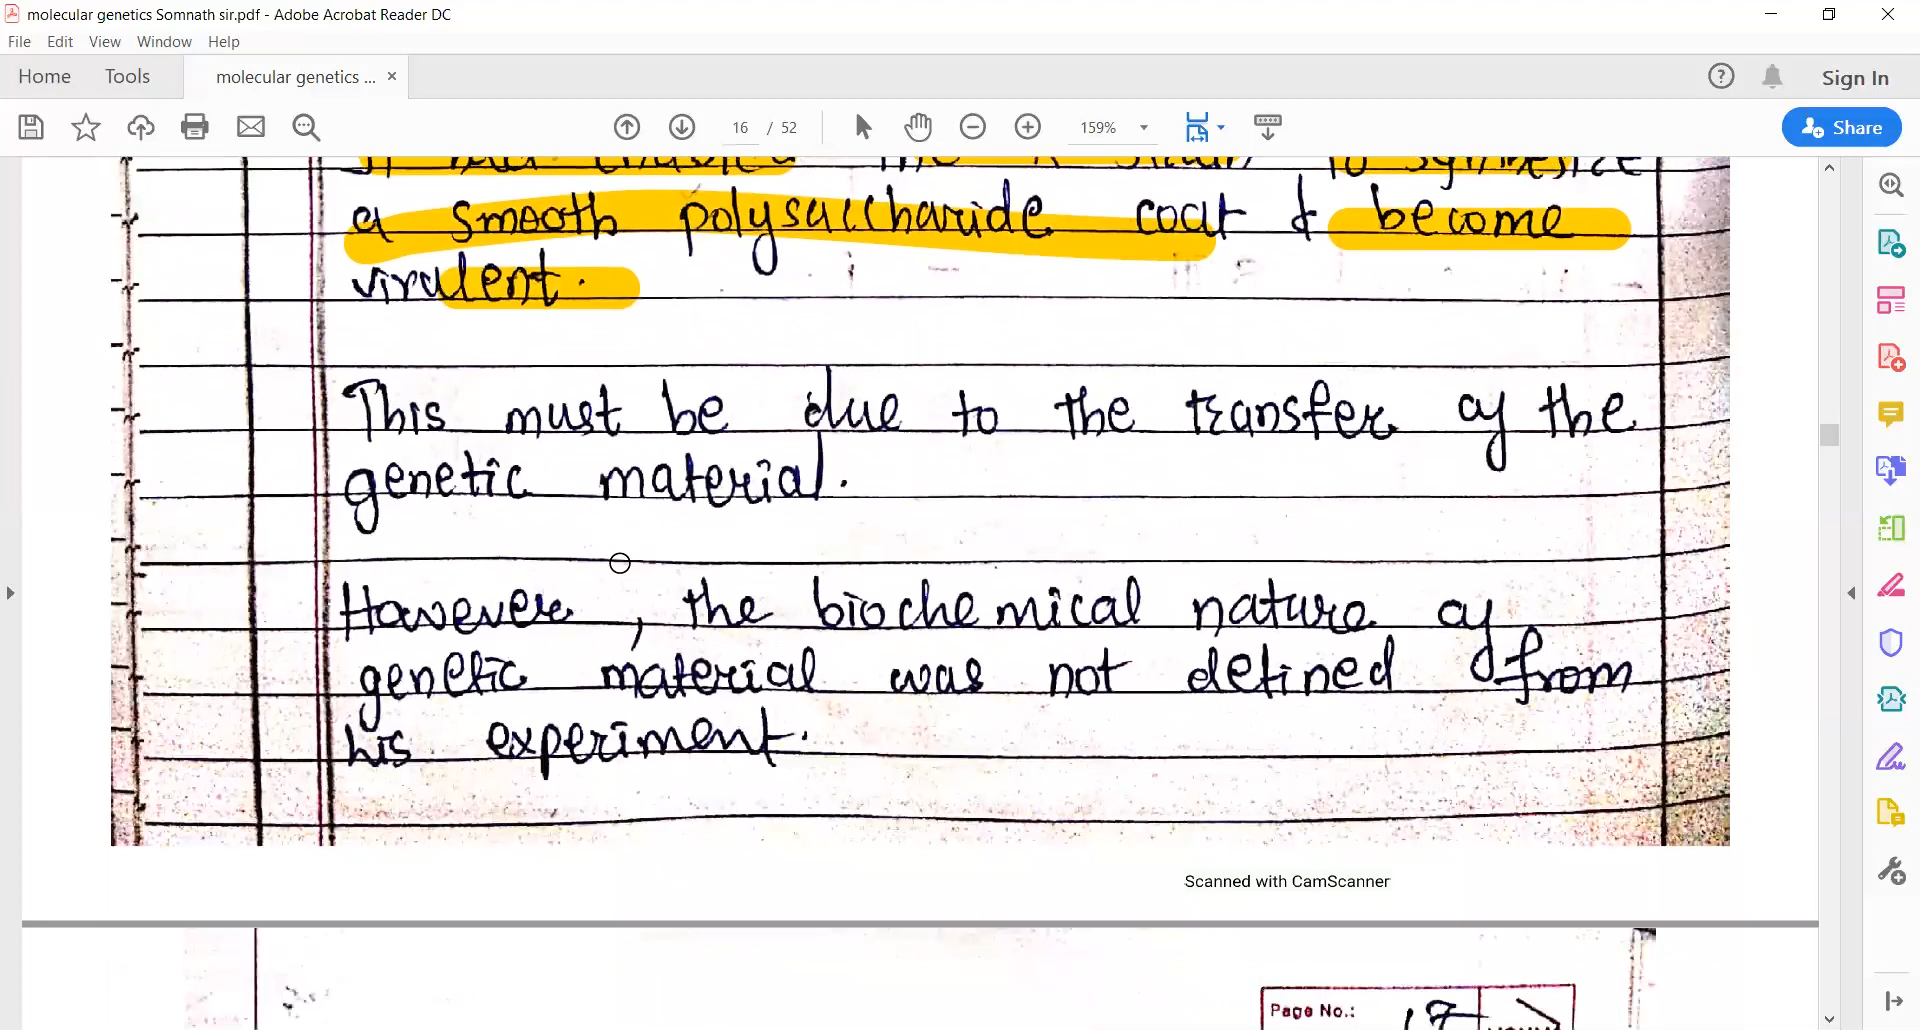 molecular genetics Somnath sir.pdf - Adobe Acrobat Reader DC
File Edit View Window Help
Home Tools molecular genetics ... × Sign In
16 / 52 159% Share
a smooth polysaccharide coat & become
virulent.
This must be due to the transfer of the
genetic material.
However, the biochemical nature of
genetic material was not defined from
his experiment.
Scanned with CamScanner
Page No.: 17